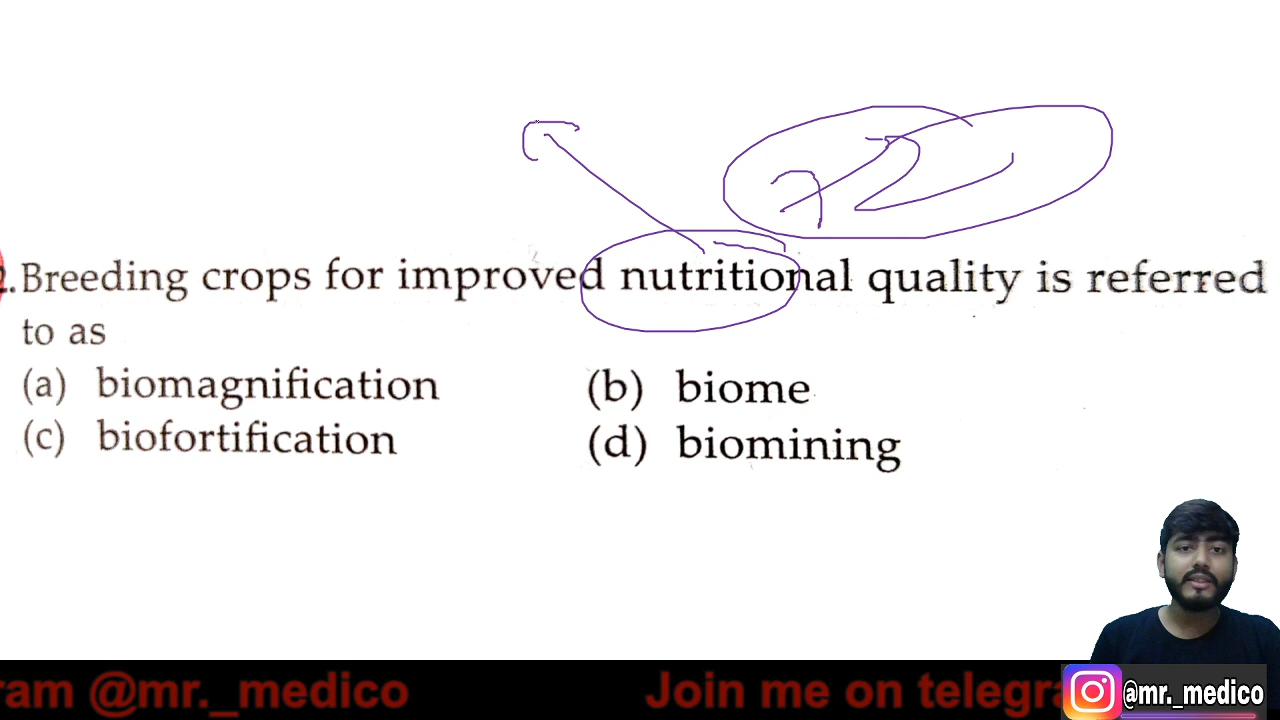 .Breeding crops for improved nutritional quality is referred
to as
(a) biomagnification (b) biome
(c) biofortification (d) biomining
ram @mr._medico Join me on telegra @mr._medico